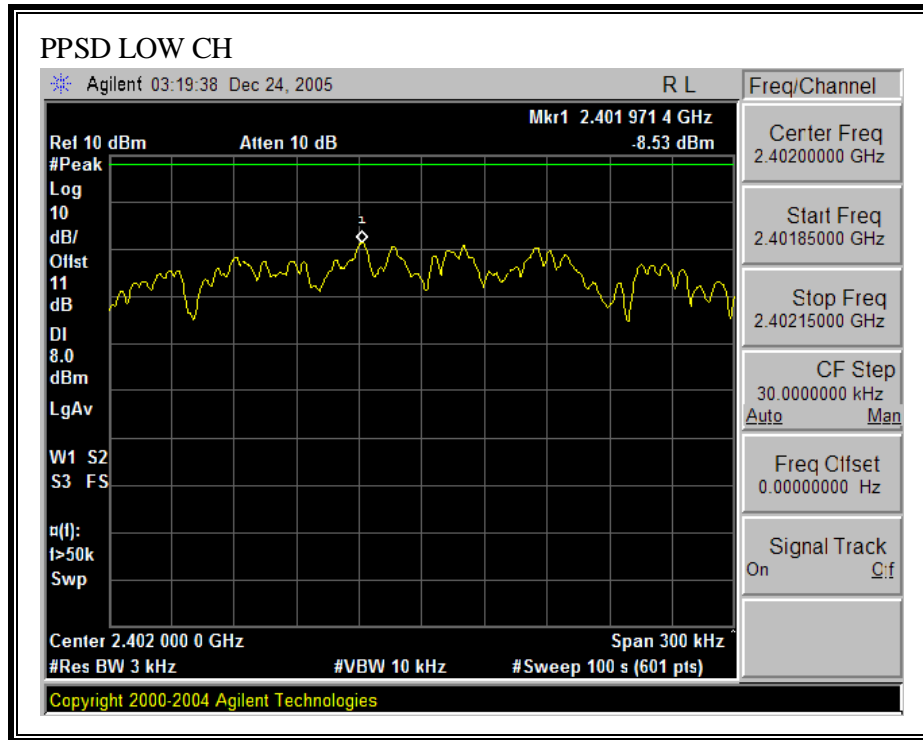 PPSD LOW CH
Agilent 03:19:38 Dec 24, 2005 R L
Mkr1 2.401 971 4 GHz
Ref 10 dBm Atten 10 dB -8.53 dBm
#Peak
Log
10
dB/
Offst
11
dB
DI
8.0
dBm
LgAv
W1 S2
S3 FS
¤(f):
f>50k
Swp
1
Center 2.402 000 0 GHz Span 300 kHz
#Res BW 3 kHz #VBW 10 kHz #Sweep 100 s (601 pts)
Copyright 2000-2004 Agilent Technologies
Freq/Channel
Center Freq
2.40200000 GHz
Start Freq
2.40185000 GHz
Stop Freq
2.40215000 GHz
CF Step
30.0000000 kHz
Auto Man
Freq Offset
0.00000000 Hz
Signal Track
On Off